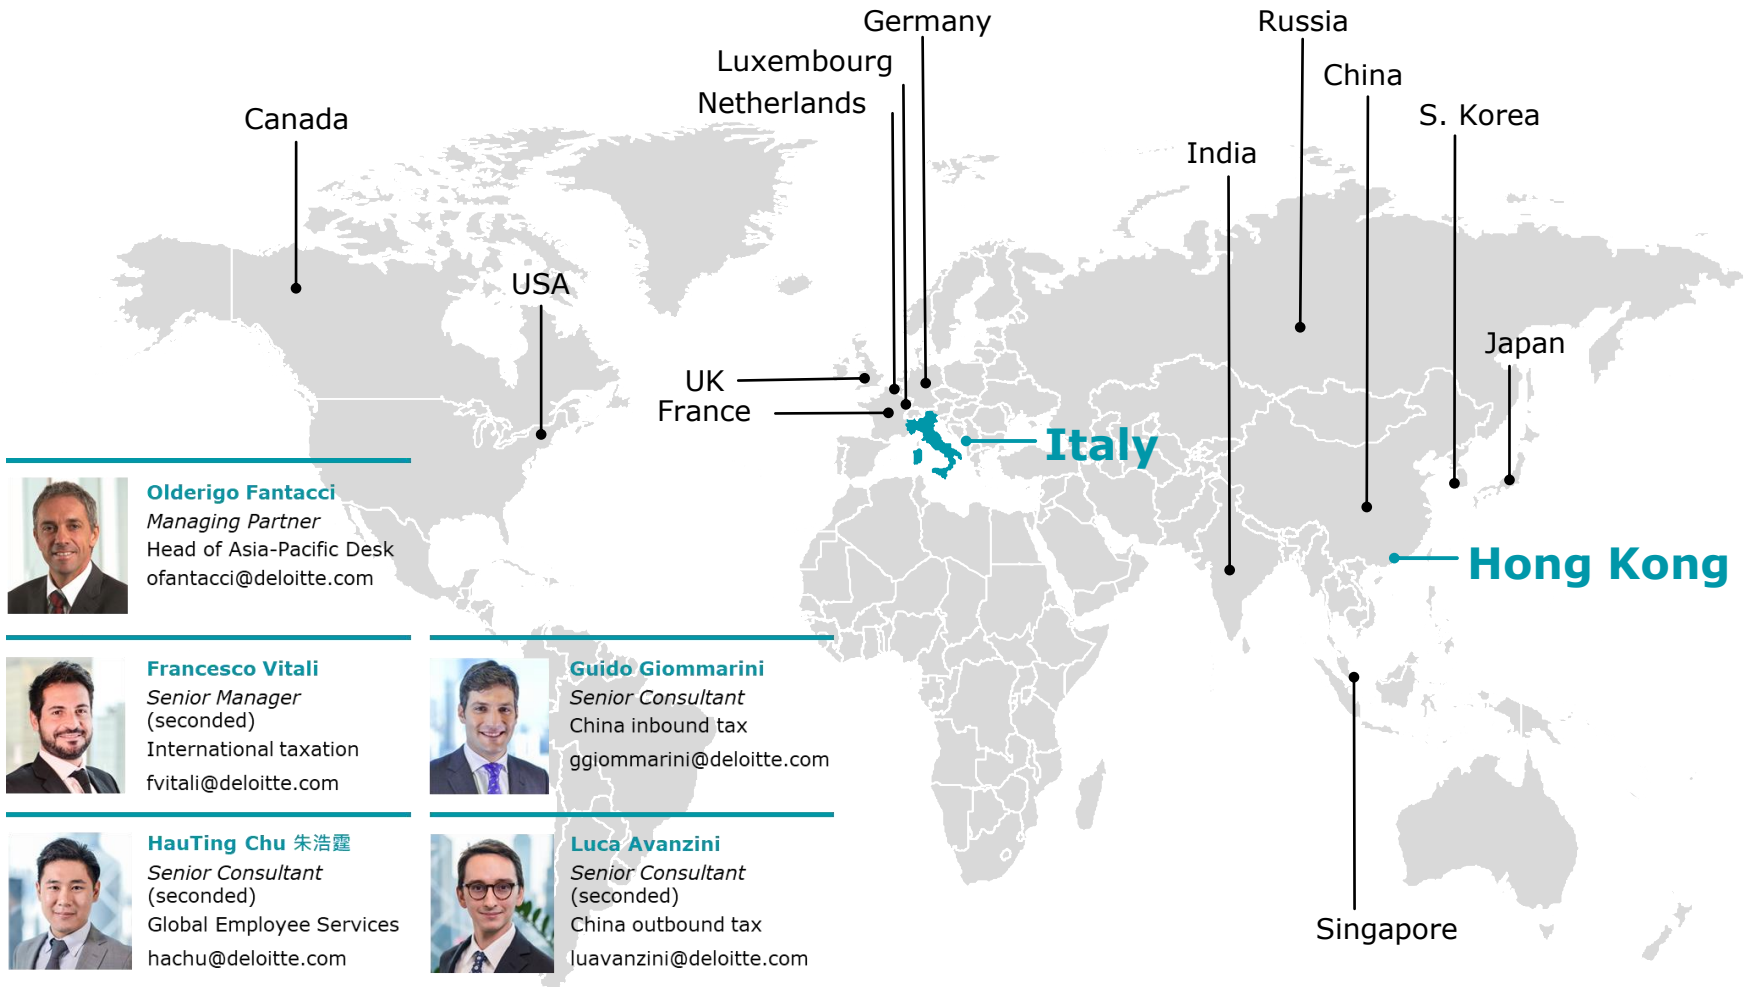 Germany
Russia
Luxembourg
China
Netherlands
S. Korea
Canada
India
USA
Japan
UK
France
Italy
Hong Kong
Singapore
Olderigo Fantacci
Managing Partner
Head of Asia-Pacific Desk
ofantacci@deloitte.com
Francesco Vitali
Senior Manager
(seconded)
International taxation
fvitali@deloitte.com
Guido Giommarini
Senior Consultant
China inbound tax
ggiommarini@deloitte.com
HauTing Chu 朱浩霆
Senior Consultant
(seconded)
Global Employee Services
hachu@deloitte.com
Luca Avanzini
Senior Consultant
(seconded)
China outbound tax
luavanzini@deloitte.com